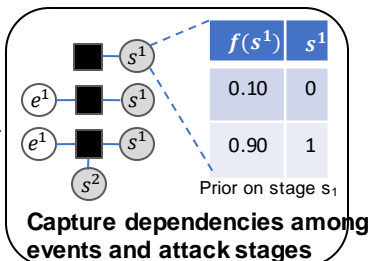 s¹
e¹ s¹
e¹ s¹
s²
f(s¹) s¹
0.10 0
0.90 1
Prior on stage s₁
Capture dependencies among
events and attack stages